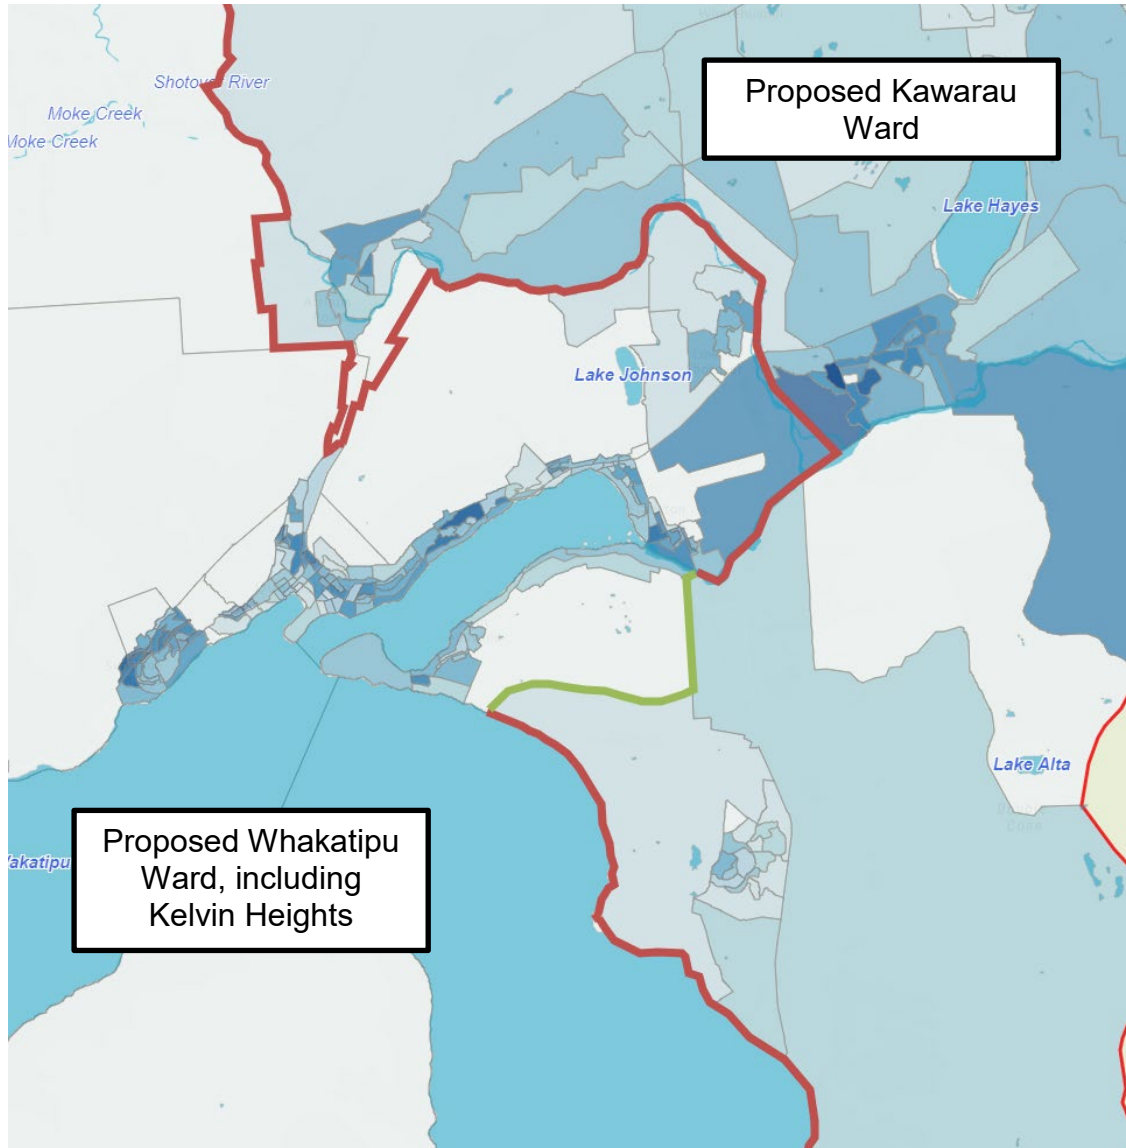 Proposed Kawarau
Ward
Shotover River
Moke Creek
Moke Creek
Lake Hayes
Lake Johnson
Lake Alta
Proposed Whakatipu
Ward, including
Kelvin Heights